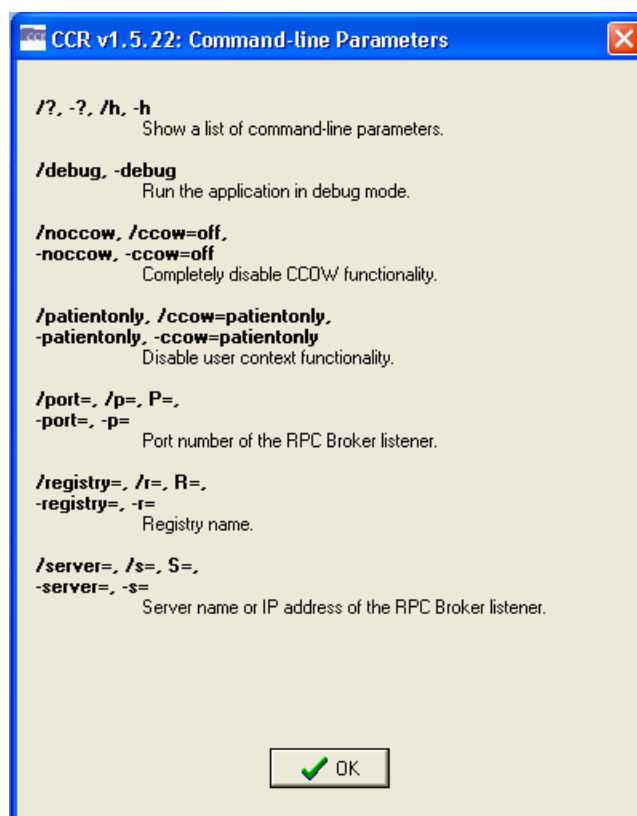 ccr CCR v1.5.22: Command-line Parameters
/?, -?, /h, -h
Show a list of command-line parameters.
/debug, -debug
Run the application in debug mode.
/noccow, /ccow=off,
-noccow, -ccow=off
Completely disable CCOW functionality.
/patientonly, /ccow=patientonly,
-patientonly, -ccow=patientonly
Disable user context functionality.
/port=, /p=, P=,
-port=, -p=
Port number of the RPC Broker listener.
/registry=, /r=, R=,
-registry=, -r=
Registry name.
/server=, /s=, S=,
-server=, -s=
Server name or IP address of the RPC Broker listener.
OK